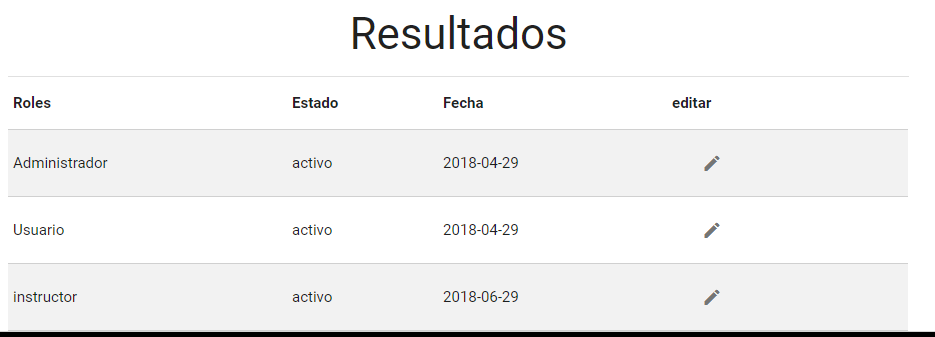 Resultados
Roles Estado Fecha editar
Administrador activo 2018-04-29
Usuario activo 2018-04-29
instructor activo 2018-06-29